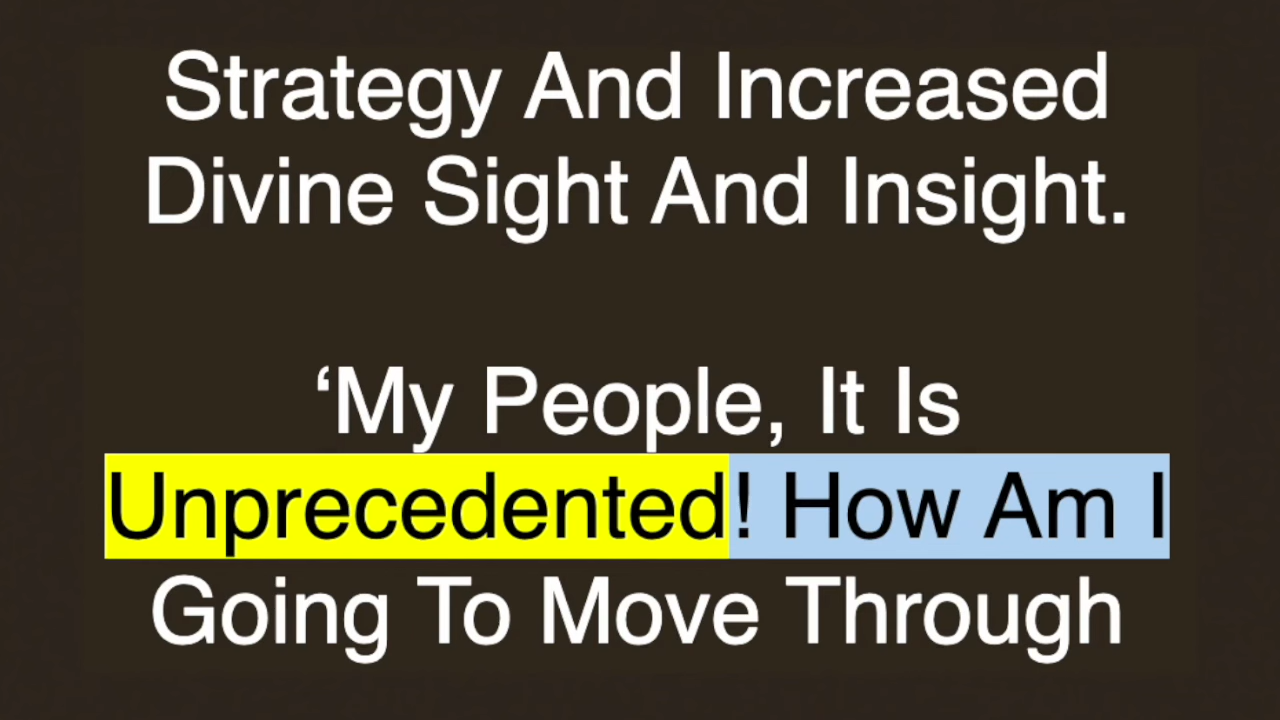 Strategy And Increased
Divine Sight And Insight.
‘My People, It Is
Unprecedented! How Am I
Going To Move Through